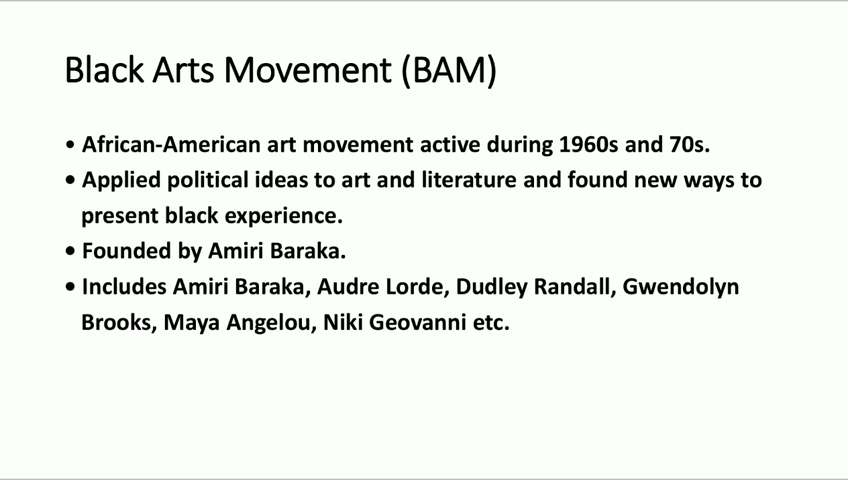 Black Arts Movement (BAM)
• African-American art movement active during 1960s and 70s.
• Applied political ideas to art and literature and found new ways to
present black experience.
• Founded by Amiri Baraka.
• Includes Amiri Baraka, Audre Lorde, Dudley Randall, Gwendolyn
Brooks, Maya Angelou, Niki Geovanni etc.